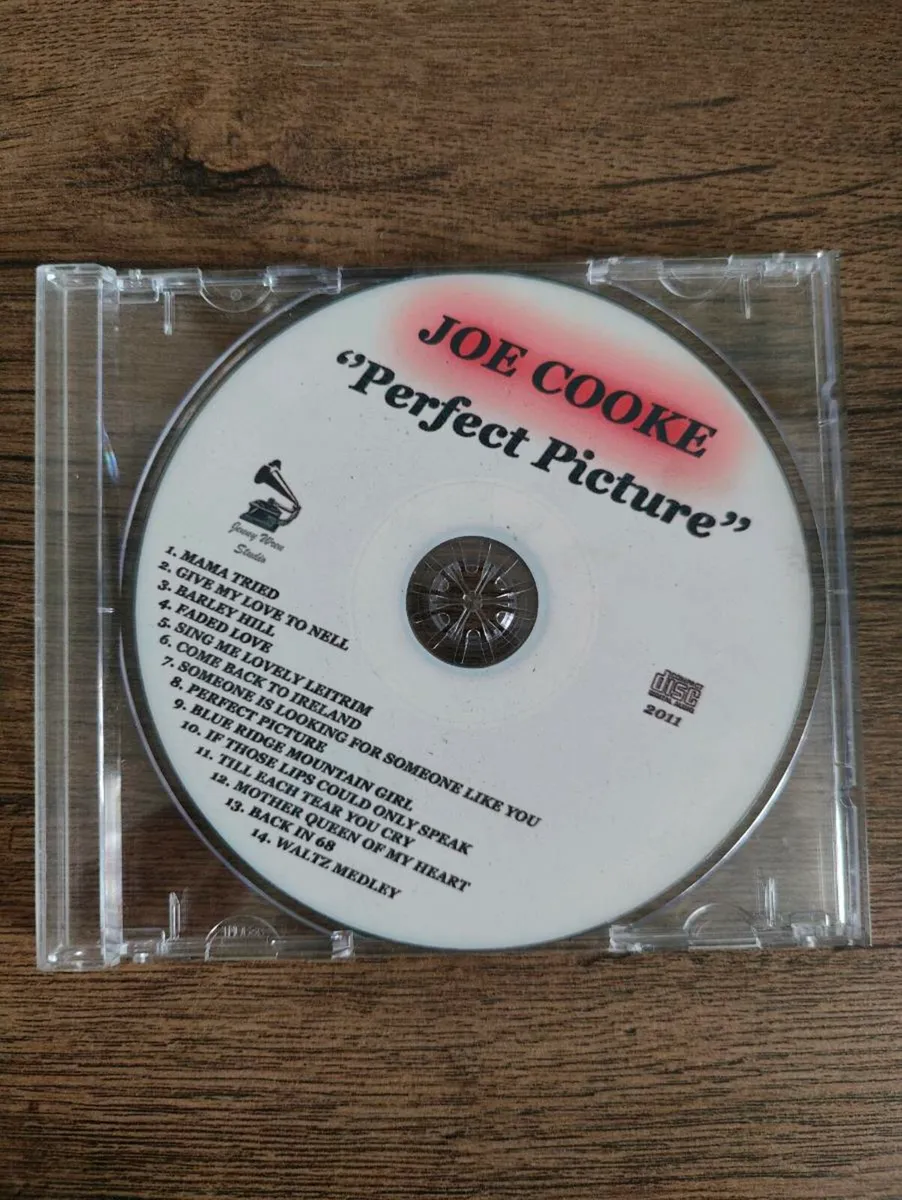 JOE COOKE
“Perfect Picture”
Jenny Wren
Studio
1. MAMA TRIED
2. GIVE MY LOVE TO NELL
3. BARLEY HILL
4. FADED LOVE
5. SING ME LOVELY LEITRIM
6. COME BACK TO IRELAND
7. SOMEONE IS LOOKING FOR SOMEONE LIKE YOU
8. PERFECT PICTURE
9. BLUE RIDGE MOUNTAIN GIRL
10. IF THOSE LIPS COULD ONLY SPEAK
11. TILL EACH TEAR YOU CRY
12. MOTHER QUEEN OF MY HEART
13. BACK IN 68
14. WALTZ MEDLEY
disc
2011